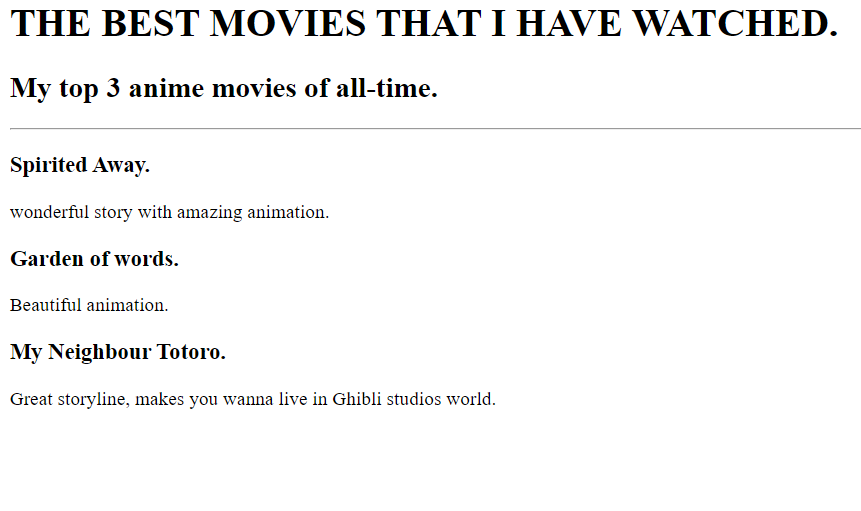 THE BEST MOVIES THAT I HAVE WATCHED.
My top 3 anime movies of all-time.
Spirited Away.
wonderful story with amazing animation.
Garden of words.
Beautiful animation.
My Neighbour Totoro.
Great storyline, makes you wanna live in Ghibli studios world.